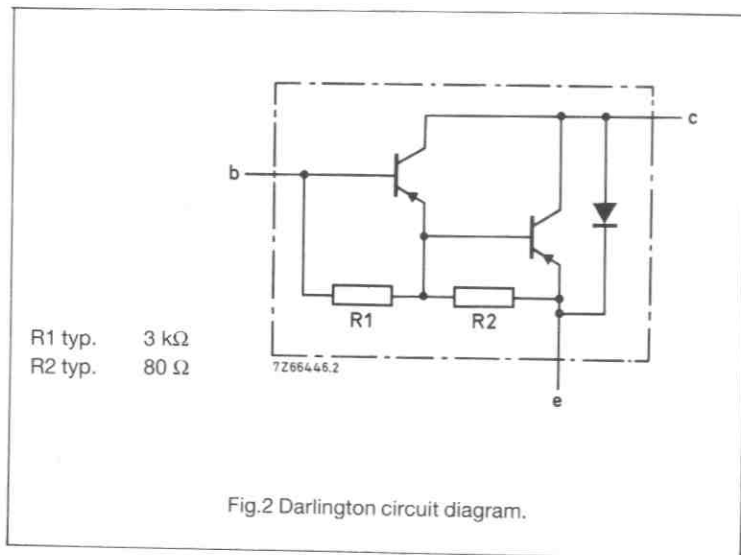 c
b
R1
R2
R1 typ. 3 kΩ
R2 typ. 80 Ω
7Z66446.2
e
Fig.2 Darlington circuit diagram.